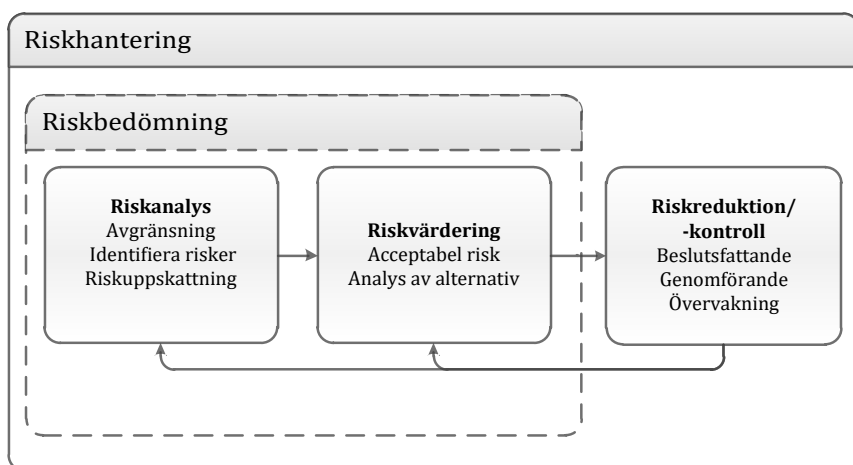 Riskhantering
Riskbedömning
Riskanalys
Avgränsning
Identifiera risker
Riskuppskattning
Riskvärdering
Acceptabel risk
Analys av alternativ
Riskreduktion/
-kontroll
Beslutsfattande
Genomförande
Övervakning